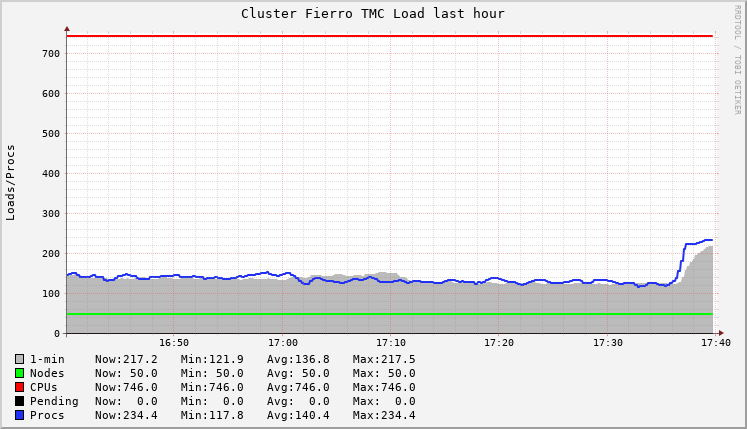 Cluster Fierro TMC Load last hour
RRDTOOL / TOBI OETIKER
Loads/Procs
700
600
500
400
300
200
100
0
16:50 17:00 17:10 17:20 17:30 17:40
1-min Now:217.2 Min:121.9 Avg:136.8 Max:217.5
Nodes Now: 50.0 Min: 50.0 Avg: 50.0 Max: 50.0
CPUs Now:746.0 Min:746.0 Avg:746.0 Max:746.0
Pending Now: 0.0 Min: 0.0 Avg: 0.0 Max: 0.0
Procs Now:234.4 Min:117.8 Avg:140.4 Max:234.4